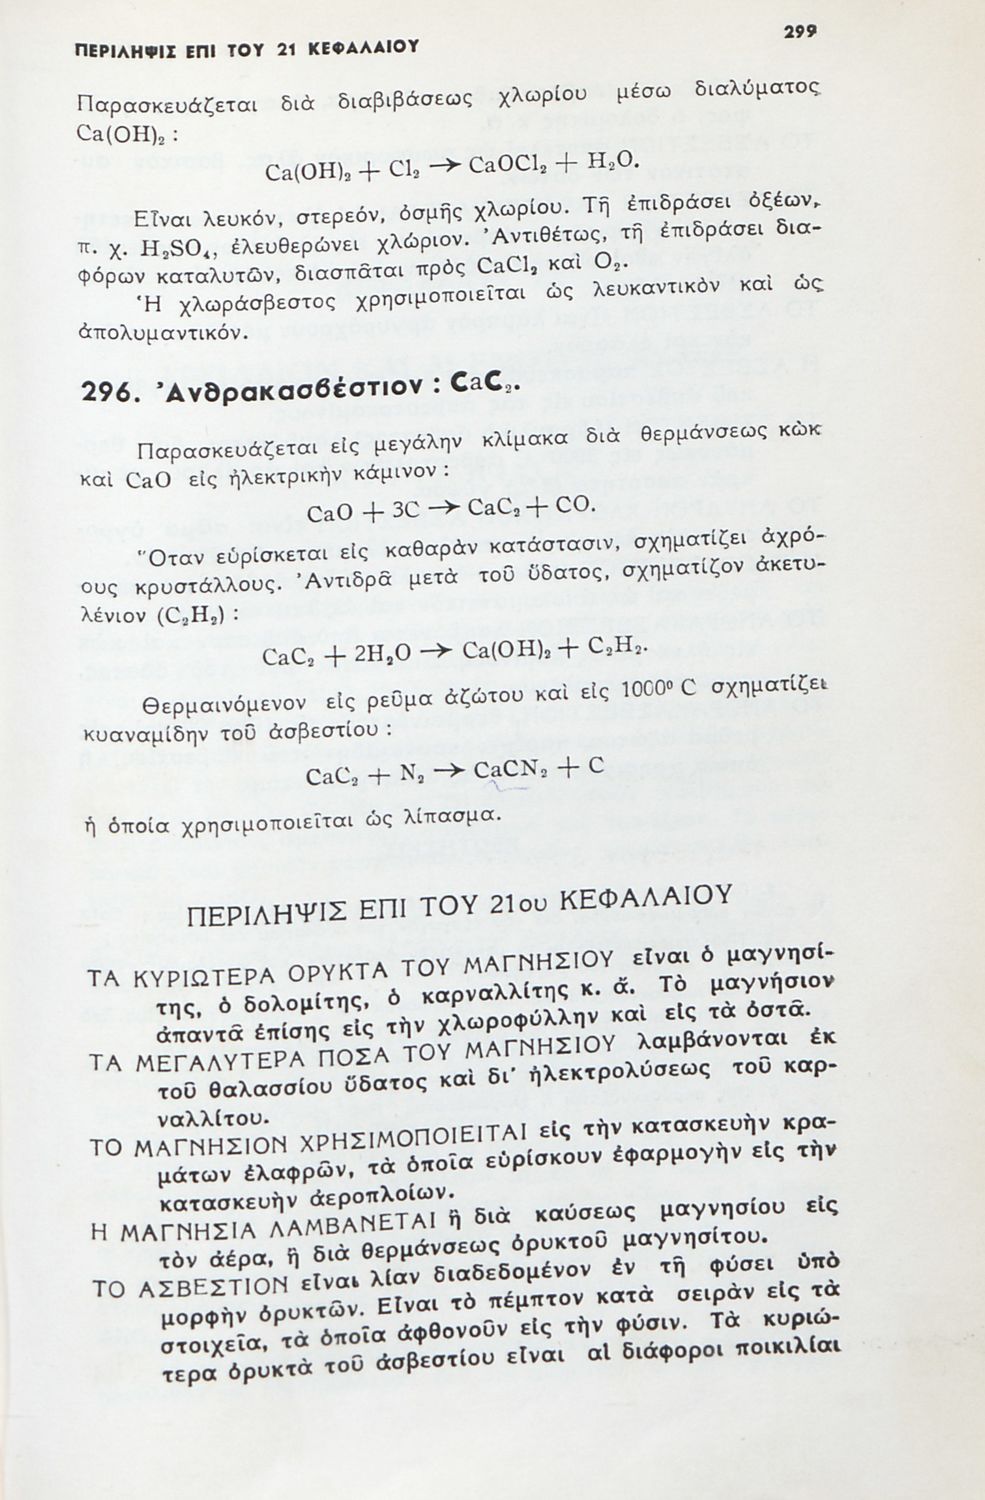 299
ΠΕΡΙΛΗΨΙΣ ΕΠΙ ΤΟΥ 21 ΚΕΦΑΛΑΙΟΥ
Παρασκευάζεται διὰ διαβιβάσεως χλωρίου μέσω διαλύματος
Ca(OH)₂ :
Ca(OH)₂ + Cl₂ → CaOCl₂ + H₂O.
Εἶναι λευκόν, στερεόν, ὀσμῆς χλωρίου. Τῇ ἐπιδράσει ὀξέων,
π. χ. H₂SO₄, ἐλευθερώνει χλώριον. Ἀντιθέτως, τῇ ἐπιδράσει δια-
φόρων καταλυτῶν, διασπᾶται πρὸς CaCl₂ καὶ O₂.
Ἡ χλωράσβεστος χρησιμοποιεῖται ὡς λευκαντικὸν καὶ ὡς
ἀπολυμαντικόν.
296. Ἀνθρακασβέστιον : CaC₂.
Παρασκευάζεται εἰς μεγάλην κλίμακα διὰ θερμάνσεως κὼκ
καὶ CaO εἰς ἠλεκτρικὴν κάμινον :
CaO + 3C → CaC₂ + CO.
Ὅταν εὑρίσκεται εἰς καθαρὰν κατάστασιν, σχηματίζει ἀχρό-
ους κρυστάλλους. Ἀντιδρᾶ μετὰ τοῦ ὕδατος, σχηματίζον ἀκετυ-
λένιον (C₂H₂) :
CaC₂ + 2H₂O → Ca(OH)₂ + C₂H₂.
Θερμαινόμενον εἰς ρεῦμα ἀζώτου καὶ εἰς 1000⁰ C σχηματίζει
κυαναμίδην τοῦ ἀσβεστίου :
CaC₂ + N₂ → CaCN₂ + C
ἡ ὁποία χρησιμοποιεῖται ὡς λίπασμα.
ΠΕΡΙΛΗΨΙΣ ΕΠΙ ΤΟΥ 21ου ΚΕΦΑΛΑΙΟΥ
ΤΑ ΚΥΡΙΩΤΕΡΑ ΟΡΥΚΤΑ ΤΟΥ ΜΑΓΝΗΣΙΟΥ εἶναι ὁ μαγνησί-
της, ὁ δολομίτης, ὁ καρναλλίτης κ. ἄ. Τὸ μαγνήσιον
ἀπαντᾶ ἐπίσης εἰς τὴν χλωροφύλλην καὶ εἰς τὰ ὀστᾶ.
ΤΑ ΜΕΓΑΛΥΤΕΡΑ ΠΟΣΑ ΤΟΥ ΜΑΓΝΗΣΙΟΥ λαμβάνονται ἐκ
τοῦ θαλασσίου ὕδατος καὶ δι' ἠλεκτρολύσεως τοῦ καρ-
ναλλίτου.
ΤΟ ΜΑΓΝΗΣΙΟΝ ΧΡΗΣΙΜΟΠΟΙΕΙΤΑΙ εἰς τὴν κατασκευὴν κρα-
μάτων ἐλαφρῶν, τὰ ὁποῖα εὑρίσκουν ἐφαρμογὴν εἰς τὴν
κατασκευὴν ἀεροπλοίων.
Η ΜΑΓΝΗΣΙΑ ΛΑΜΒΑΝΕΤΑΙ ἢ διὰ καύσεως μαγνησίου εἰς
τὸν ἀέρα, ἢ διὰ θερμάνσεως ὀρυκτοῦ μαγνησίτου.
ΤΟ ΑΣΒΕΣΤΙΟΝ εἶναι λίαν διαδεδομένον ἐν τῇ φύσει ὑπὸ
μορφὴν ὀρυκτῶν. Εἶναι τὸ πέμπτον κατὰ σειρὰν εἰς τὰ
στοιχεῖα, τὰ ὁποῖα ἀφθονοῦν εἰς τὴν φύσιν. Τὰ κυριώ-
τερα ὀρυκτὰ τοῦ ἀσβεστίου εἶναι αἱ διάφοροι ποικιλίαι